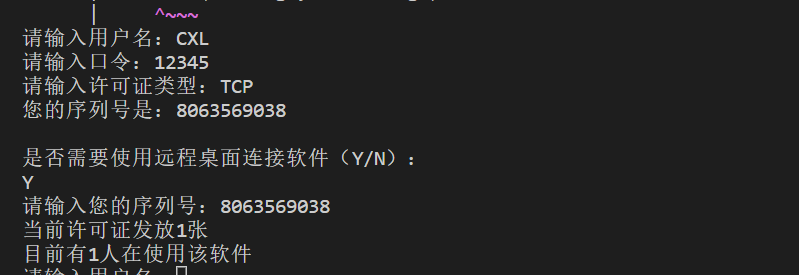 | ^~~~
请输入用户名：CXL
请输入口令：12345
请输入许可证类型：TCP
您的序列号是：8063569038
是否需要使用远程桌面连接软件（Y/N）：
Y
请输入您的序列号：8063569038
当前许可证发放1张
目前有1人在使用该软件
请输入用户名：